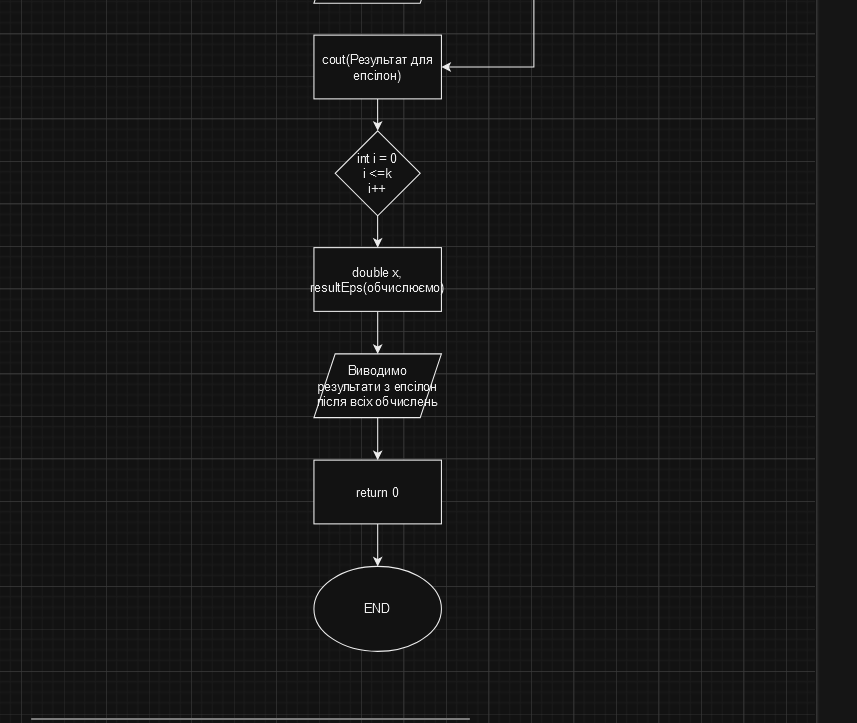 cout(Результат для
епсілон)
int i = 0
i <=k
i++
double x,
resultEps(обчислюємо)
Виводимо
результати з епсілон
після всіх обчислень
return 0
END